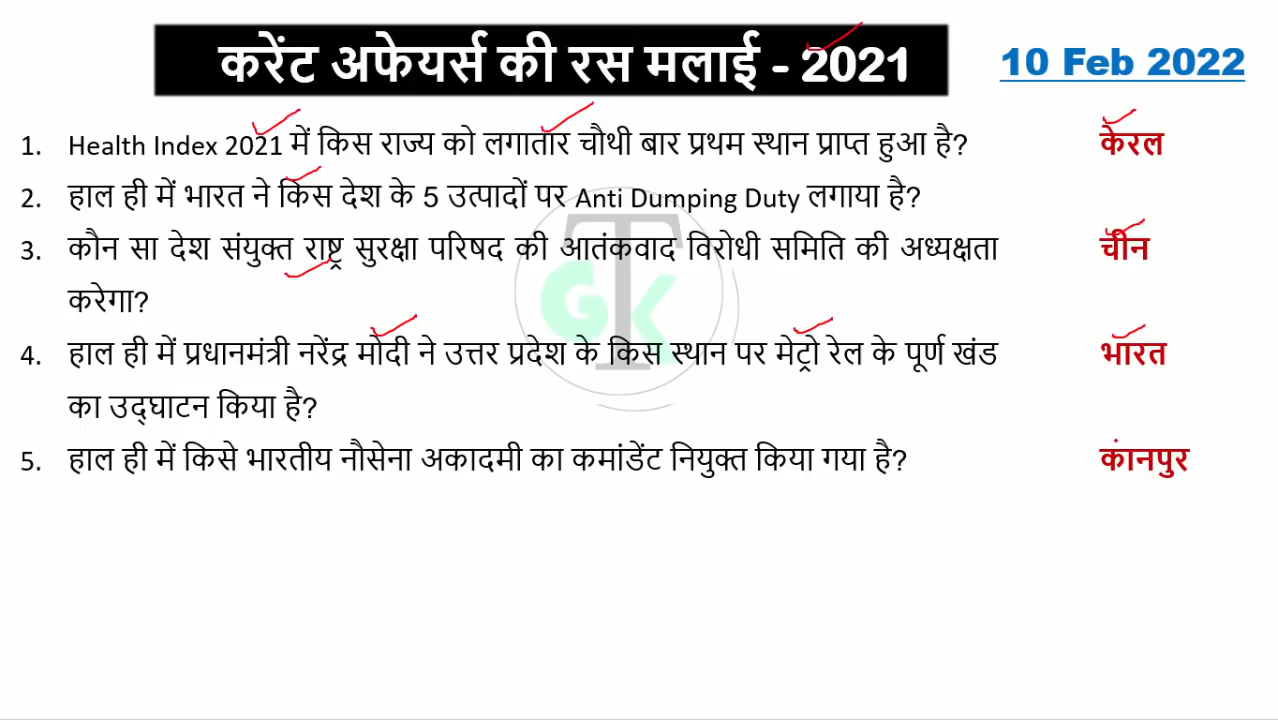 करेंट अफेयर्स की रस मलाई - 2021
10 Feb 2022
1. Health Index 2021 में किस राज्य को लगातार चौथी बार प्रथम स्थान प्राप्त हुआ है? केरल
2. हाल ही में भारत ने किस देश के 5 उत्पादों पर Anti Dumping Duty लगाया है?
3. कौन सा देश संयुक्त राष्ट्र सुरक्षा परिषद की आतंकवाद विरोधी समिति की अध्यक्षता चीन
करेगा?
4. हाल ही में प्रधानमंत्री नरेंद्र मोदी ने उत्तर प्रदेश के किस स्थान पर मेट्रो रेल के पूर्ण खंड भारत
का उद्घाटन किया है?
5. हाल ही में किसे भारतीय नौसेना अकादमी का कमांडेंट नियुक्त किया गया है? कानपुर
GTK